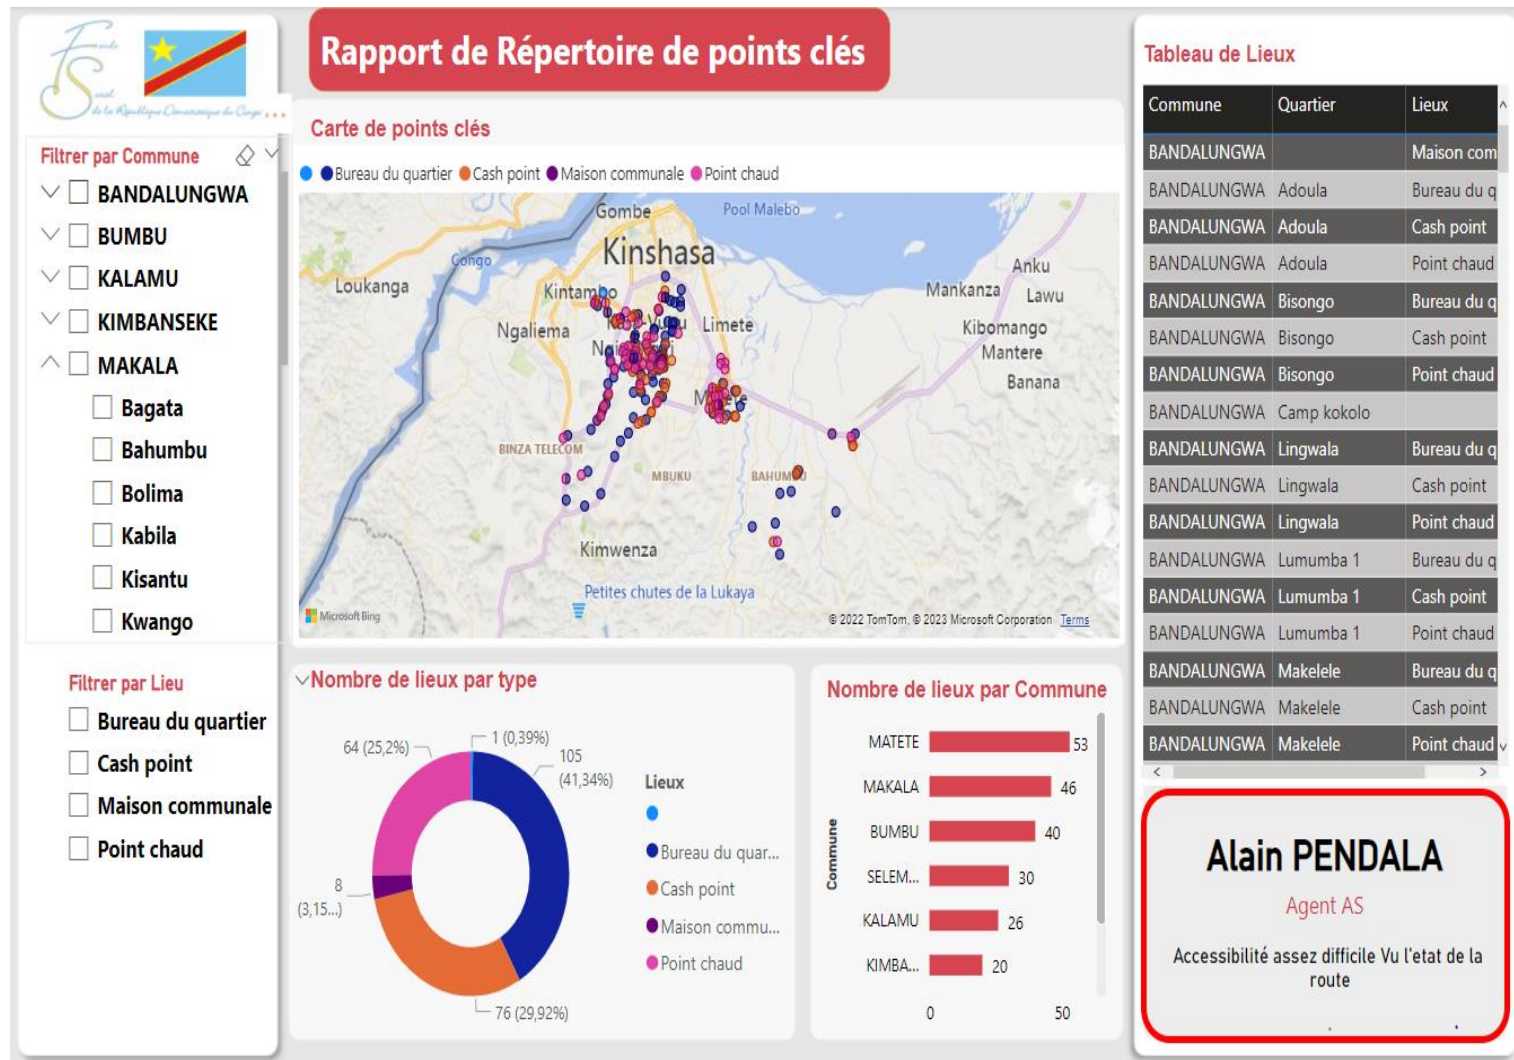 de la République Démocratique du Congo ...
Rapport de Répertoire de points clés
Filtrer par Commune
BANDALUNGWA
BUMBU
KALAMU
KIMBANSEKE
MAKALA
Bagata
Bahumbu
Bolima
Kabila
Kisantu
Kwango
Filtrer par Lieu
Bureau du quartier
Cash point
Maison communale
Point chaud
Carte de points clés
Bureau du quartier Cash point Maison communale Point chaud
Gombe
Pool Malebo
Kinshasa
Congo
Anku
Loukanga
Kintambo
Mankanza
Lawu
Ngaliema
Limete
Kibomango
Mantere
Banana
BINZA TELECOM
MBUKU
Kimwenza
Petites chutes de la Lukaya
Microsoft Bing
© 2022 TomTom, © 2023 Microsoft Corporation Terms
Nombre de lieux par type
1 (0,39%)
64 (25,2%)
105
(41,34%)
8
(3,15...)
76 (29,92%)
Lieux
Bureau du quar...
Cash point
Maison commu...
Point chaud
Nombre de lieux par Commune
Commune
MATETE 53
MAKALA 46
BUMBU 40
SELEM... 30
KALAMU 26
KIMBA... 20
0 50
Tableau de Lieux
Commune Quartier Lieux
BANDALUNGWA Maison com
BANDALUNGWA Adoula Bureau du q
BANDALUNGWA Adoula Cash point
BANDALUNGWA Adoula Point chaud
BANDALUNGWA Bisongo Bureau du q
BANDALUNGWA Bisongo Cash point
BANDALUNGWA Bisongo Point chaud
BANDALUNGWA Camp kokolo
BANDALUNGWA Lingwala Bureau du q
BANDALUNGWA Lingwala Cash point
BANDALUNGWA Lingwala Point chaud
BANDALUNGWA Lumumba 1 Bureau du q
BANDALUNGWA Lumumba 1 Cash point
BANDALUNGWA Lumumba 1 Point chaud
BANDALUNGWA Makelele Bureau du q
BANDALUNGWA Makelele Cash point
BANDALUNGWA Makelele Point chaud
Alain PENDALA
Agent AS
Accessibilité assez difficile Vu l'etat de la
route